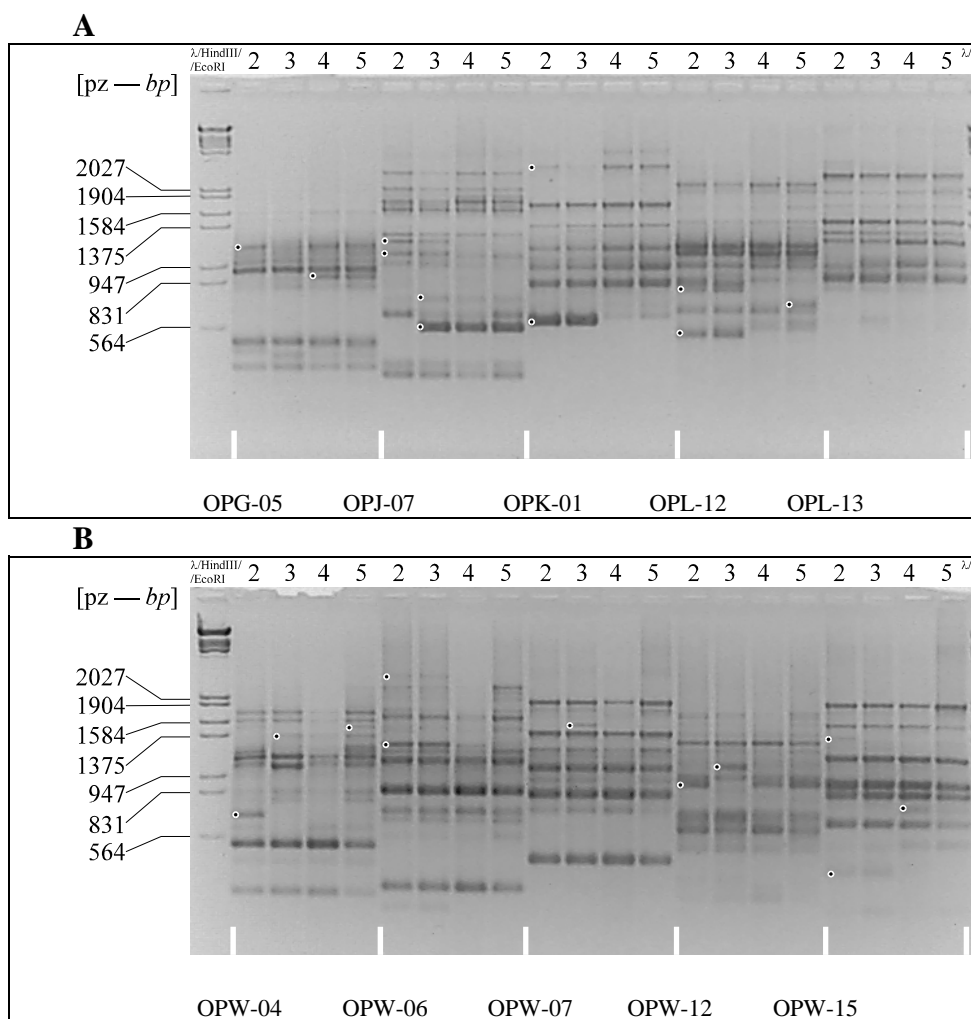 A
λ/HindIII/ 2 3 4 5 2 3 4 5 2 3 4 5 2 3 4 5 2 3 4 5 λ/
/EcoRI
[pz — bp]
2027
1904
1584
1375
947
831
564
OPG-05 OPJ-07 OPK-01 OPL-12 OPL-13
B
λ/HindIII/ 2 3 4 5 2 3 4 5 2 3 4 5 2 3 4 5 2 3 4 5 λ/
/EcoRI
[pz — bp]
2027
1904
1584
1375
947
831
564
OPW-04 OPW-06 OPW-07 OPW-12 OPW-15